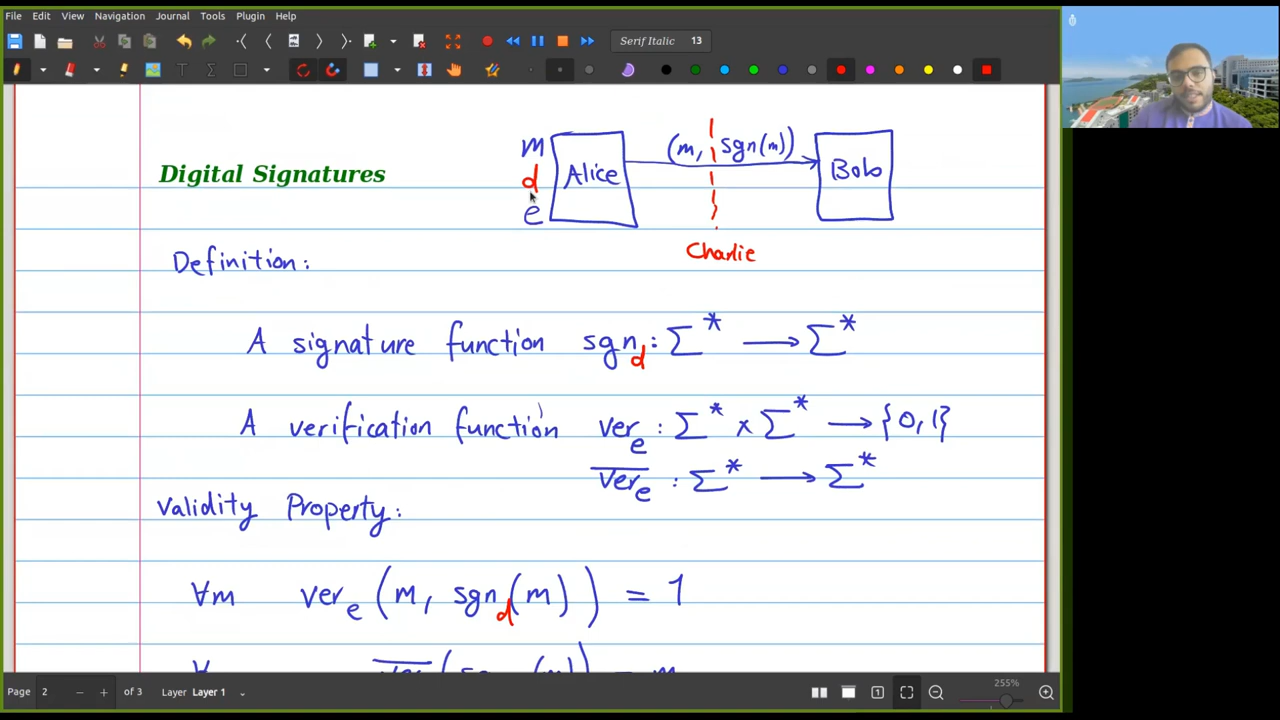 File Edit View Navigation Journal Tools Plugin Help
Serif Italic 13
m
d
e
Alice
(m, sgn(m))
Bob
Charlie
Digital Signatures
Definition:
A signature function sgn_d : Σ* → Σ*
A verification function ver_e : Σ* × Σ* → {0,1}
v̅e̅r̅_e : Σ* → Σ*
Validity Property:
∀m ver_e (m, sgn_d(m)) = 1
Page 2 of 3 Layer Layer 1
255%